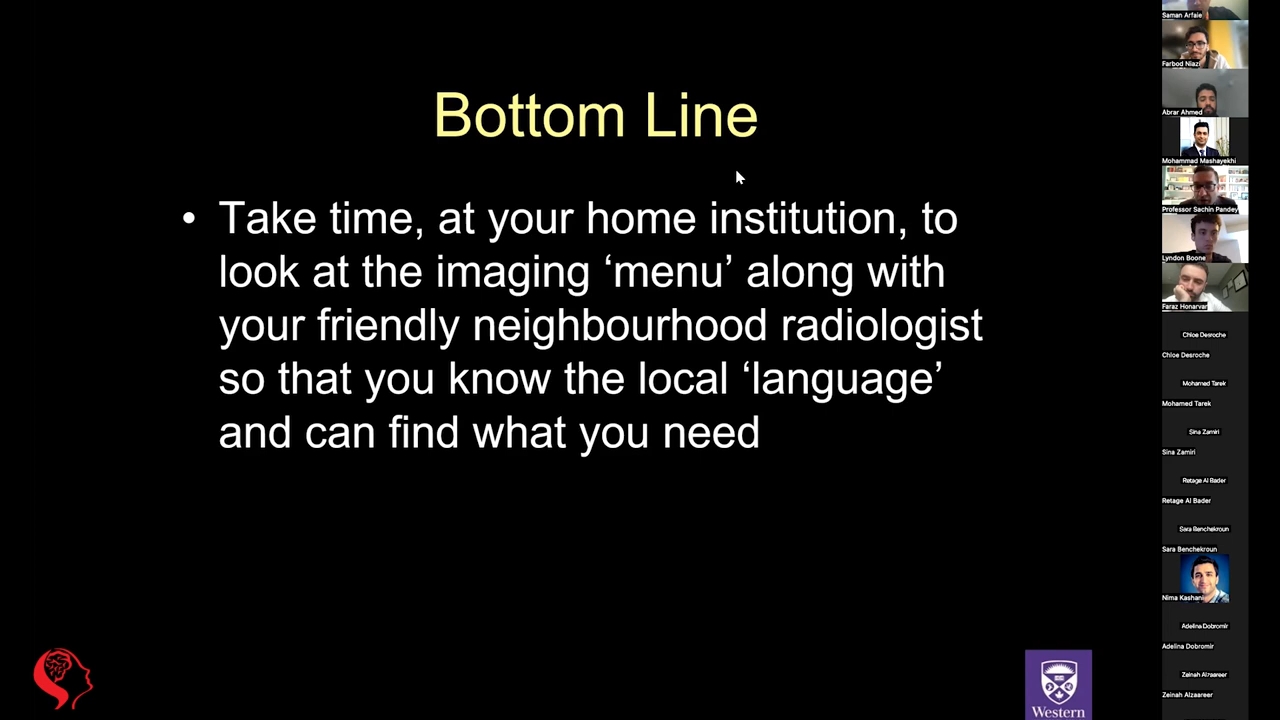 Bottom Line
• Take time, at your home institution, to
look at the imaging ‘menu’ along with
your friendly neighbourhood radiologist
so that you know the local ‘language’
and can find what you need
Western
Saman Arfaie
Farbod Niazi
Abrar Ahmed
Mohammad Mashayekhi
Professor Sachin Pandey
Lyndon Boone
Faraz Honarvar
Chloe Desroche
Chloe Desroche
Mohamed Tarek
Mohamed Tarek
Sina Zamiri
Sina Zamiri
Retage Al Bader
Retage Al Bader
Sara Benchekroun
Sara Benchekroun
Nima Kashani
Adelina Dobromir
Adelina Dobromir
Zeinah Alzaareer
Zeinah Alzaareer